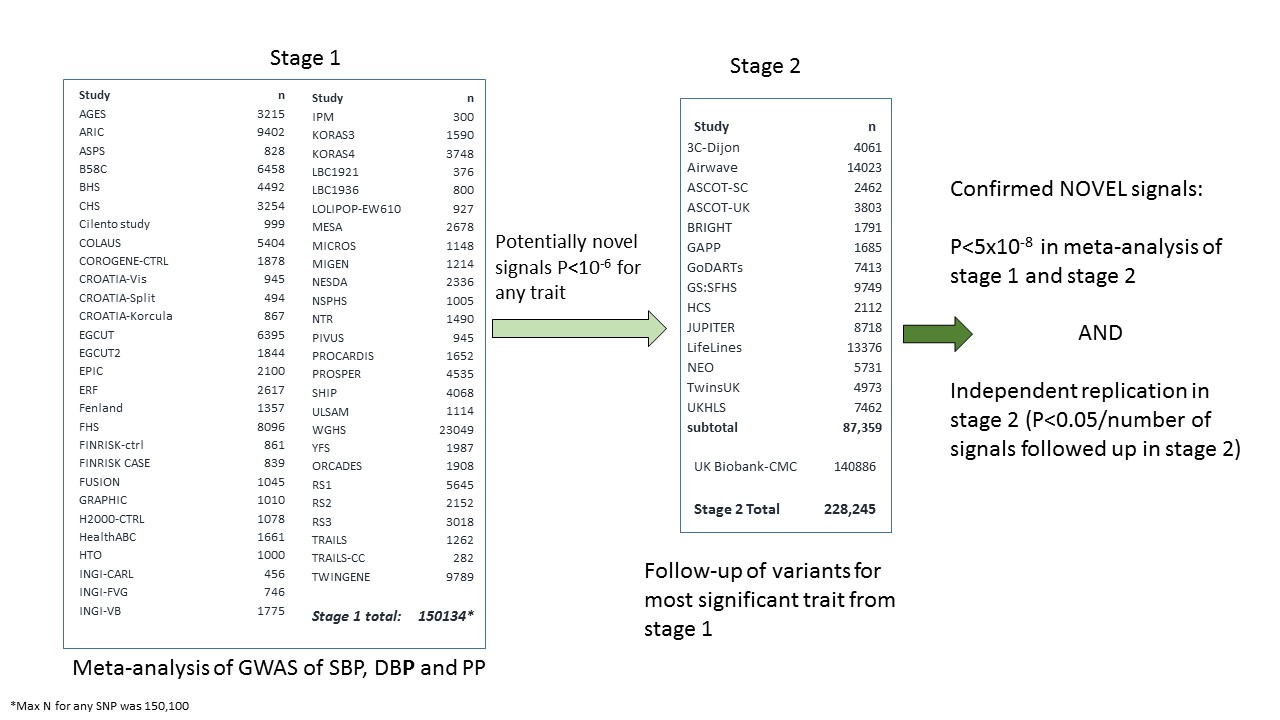 Stage 1
Study n
AGES 3215
ARIC 9402
ASPS 828
B58C 6458
BHS 4492
CHS 3254
Cilento study 999
COLAUS 5404
COROGENE-CTRL 1878
CROATIA-Vis 945
CROATIA-Split 494
CROATIA-Korcula 867
EGCUT 6395
EGCUT2 1844
EPIC 2100
ERF 2617
Fenland 1357
FHS 8096
FINRISK-ctrl 861
FINRISK CASE 839
FUSION 1045
GRAPHIC 1010
H2000-CTRL 1078
HealthABC 1661
HTO 1000
INGI-CARL 456
INGI-FVG 746
INGI-VB 1775
Study n
IPM 300
KORAS3 1590
KORAS4 3748
LBC1921 376
LBC1936 800
LOLIPOP-EW610 927
MESA 2678
MICROS 1148
MIGEN 1214
NESDA 2336
NSPHS 1005
NTR 1490
PIVUS 945
PROCARDIS 1652
PROSPER 4535
SHIP 4068
ULSAM 1114
WGHS 23049
YFS 1987
ORCADES 1908
RS1 5645
RS2 2152
RS3 3018
TRAILS 1262
TRAILS-CC 282
TWINGENE 9789
Stage 1 total: 150134*
Meta-analysis of GWAS of SBP, DBP and PP
*Max N for any SNP was 150,100
Potentially novel
signals P<10-6 for
any trait
Stage 2
Study n
3C-Dijon 4061
Airwave 14023
ASCOT-SC 2462
ASCOT-UK 3803
BRIGHT 1791
GAPP 1685
GoDARTs 7413
GS:SFHS 9749
HCS 2112
JUPITER 8718
LifeLines 13376
NEO 5731
TwinsUK 4973
UKHLS 7462
subtotal 87,359
UK Biobank-CMC 140886
Stage 2 Total 228,245
Follow-up of variants for
most significant trait from
stage 1
Confirmed NOVEL signals:
P<5x10-8 in meta-analysis of
stage 1 and stage 2
AND
Independent replication in
stage 2 (P<0.05/number of
signals followed up in stage 2)